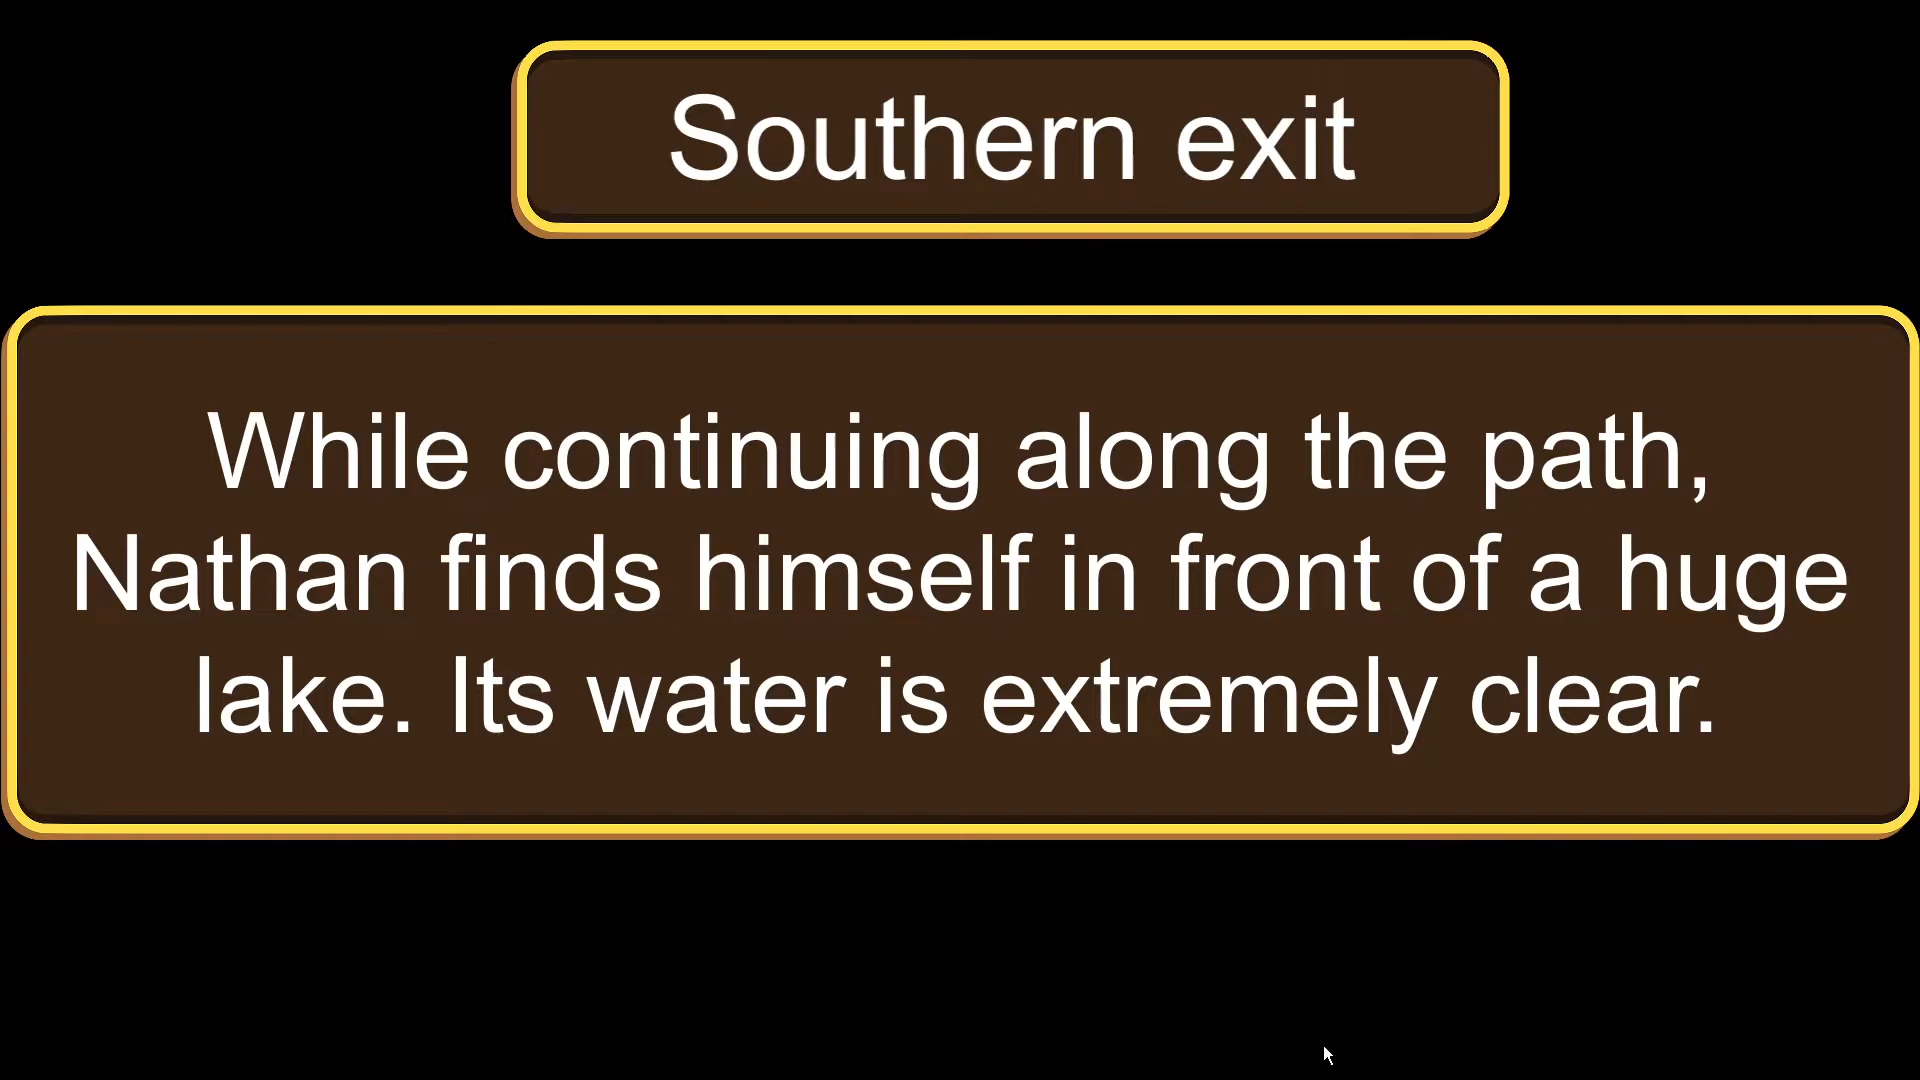 Southern exit
While continuing along the path,
Nathan finds himself in front of a huge
lake. Its water is extremely clear.